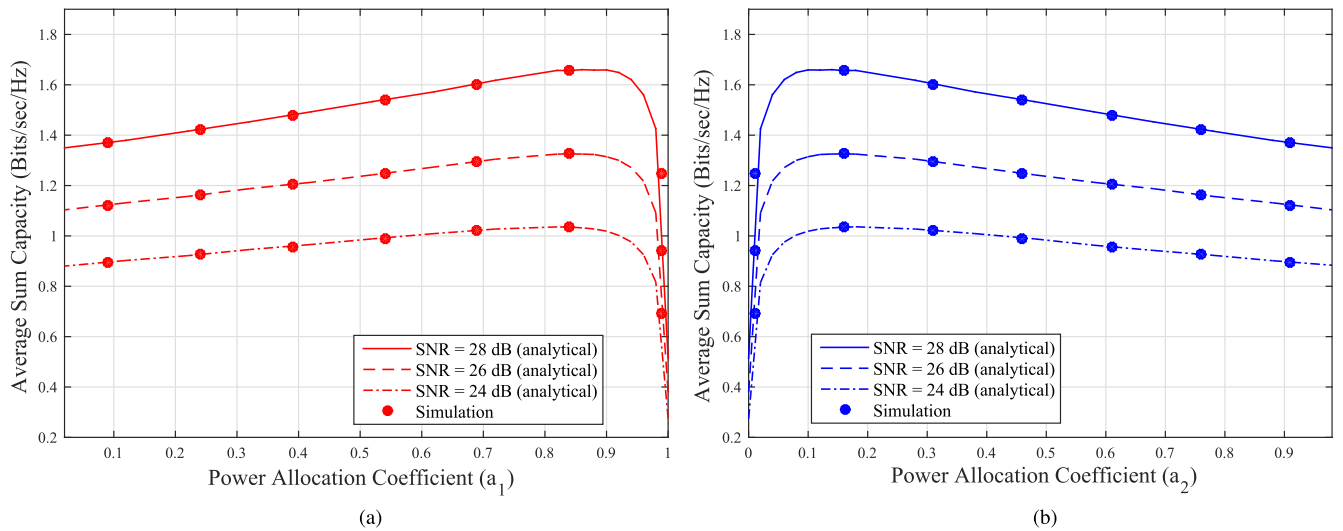 1.8
1.6
1.4
1.2
1
0.8
0.6
0.4
0.2
Average Sum Capacity (Bits/sec/Hz)
SNR = 28 dB (analytical)
SNR = 26 dB (analytical)
SNR = 24 dB (analytical)
Simulation
0.1 0.2 0.3 0.4 0.5 0.6 0.7 0.8 0.9 1
Power Allocation Coefficient (a1)
(a)
1.8
1.6
1.4
1.2
1
0.8
0.6
0.4
0.2
Average Sum Capacity (Bits/sec/Hz)
SNR = 28 dB (analytical)
SNR = 26 dB (analytical)
SNR = 24 dB (analytical)
Simulation
0 0.1 0.2 0.3 0.4 0.5 0.6 0.7 0.8 0.9
Power Allocation Coefficient (a2)
(b)